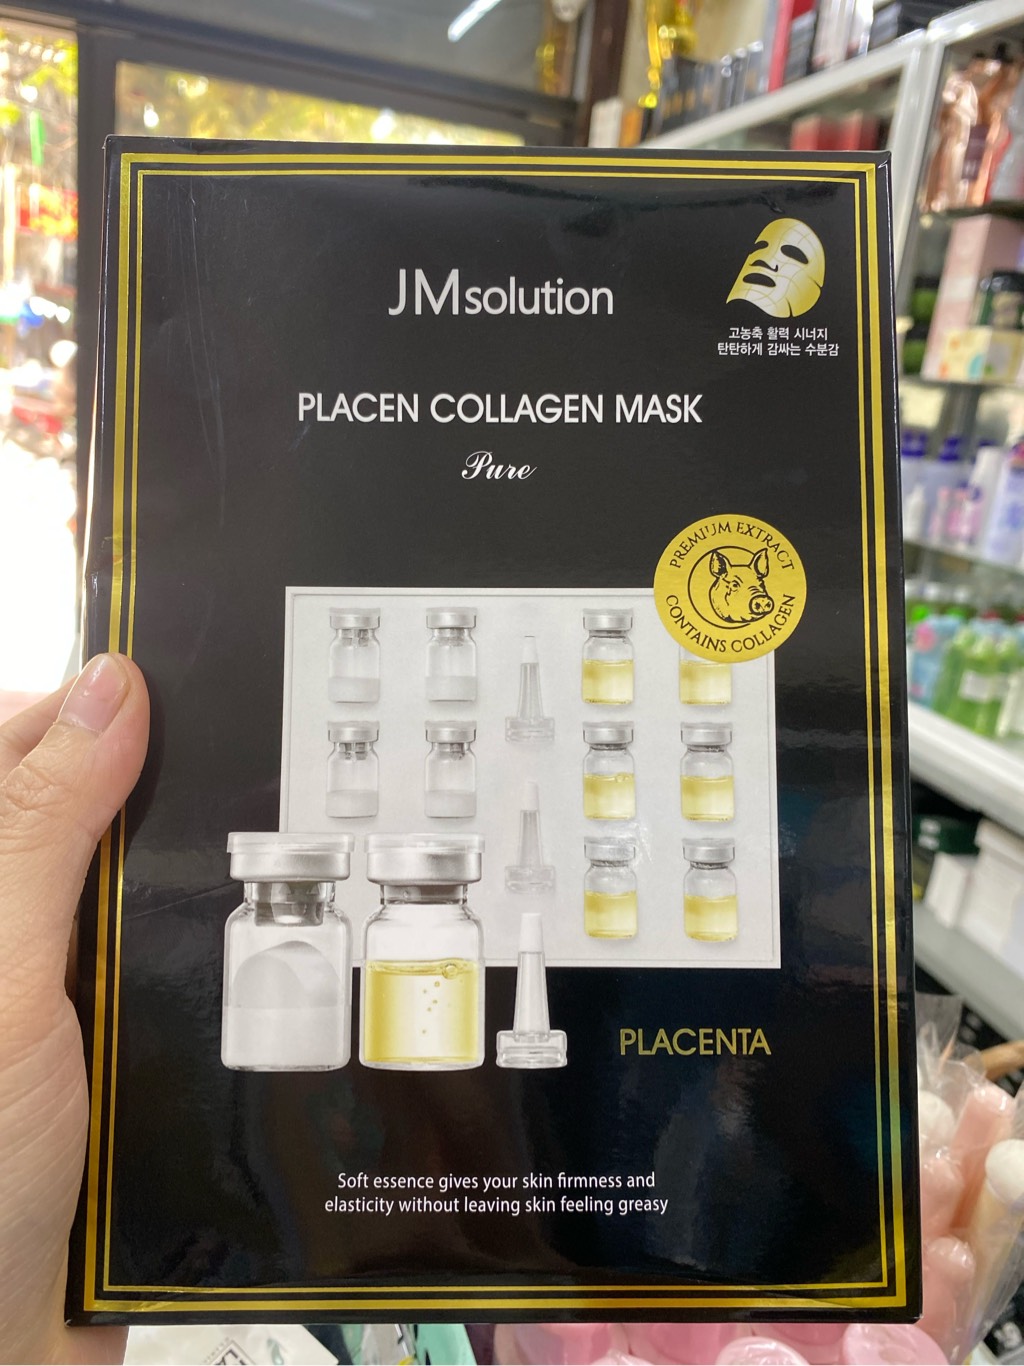 JMsolution
고농축 활력 시너지
탄탄하게 감싸는 수분감
PLACEN COLLAGEN MASK
Pure
PREMIUM EXTRACT
CONTAINS COLLAGEN
PLACENTA
Soft essence gives your skin firmness and
elasticity without leaving skin feeling greasy